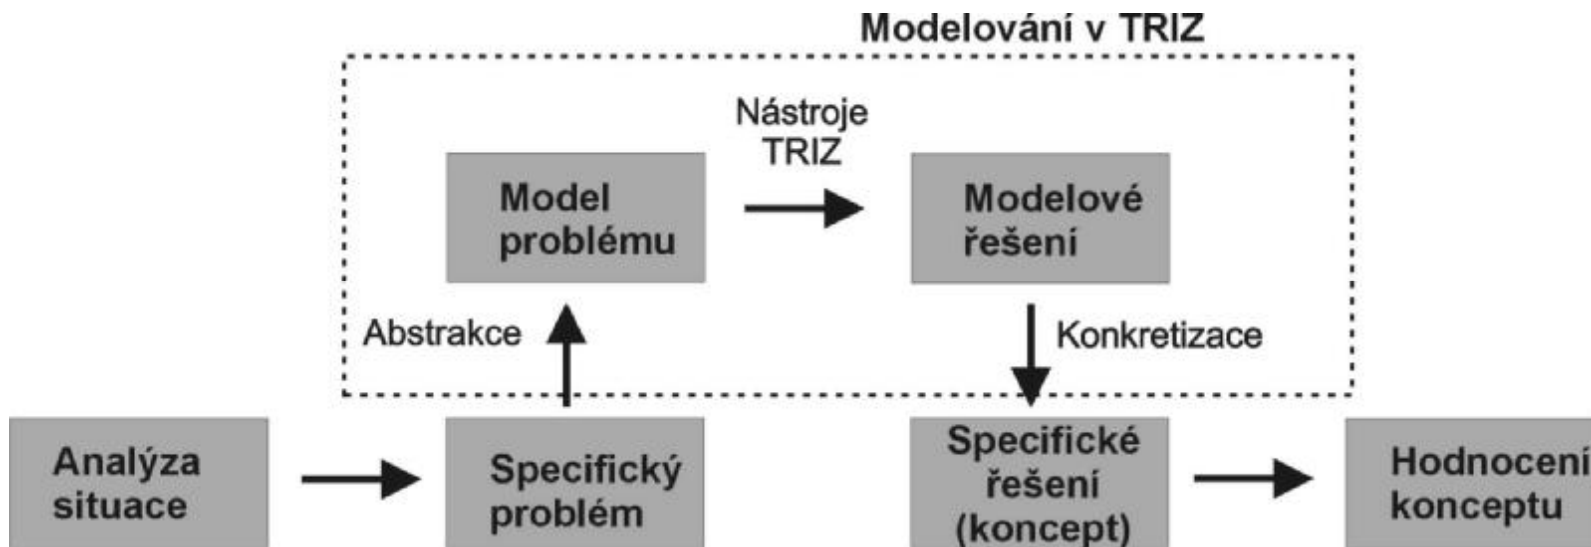 Modelování v TRIZ
Nástroje
TRIZ
Model
problému
Modelové
řešení
Abstrakce
Konkretizace
Analýza
situace
Specifický
problém
Specifické
řešení
(koncept)
Hodnocení
konceptu